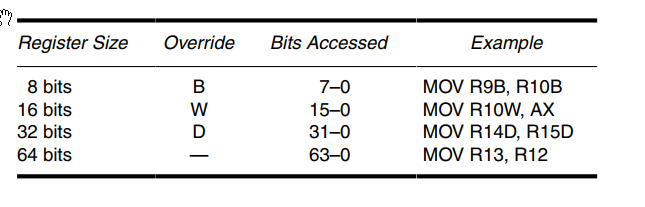 Register Size Override Bits Accessed Example
8 bits B 7–0 MOV R9B, R10B
16 bits W 15–0 MOV R10W, AX
32 bits D 31–0 MOV R14D, R15D
64 bits — 63–0 MOV R13, R12